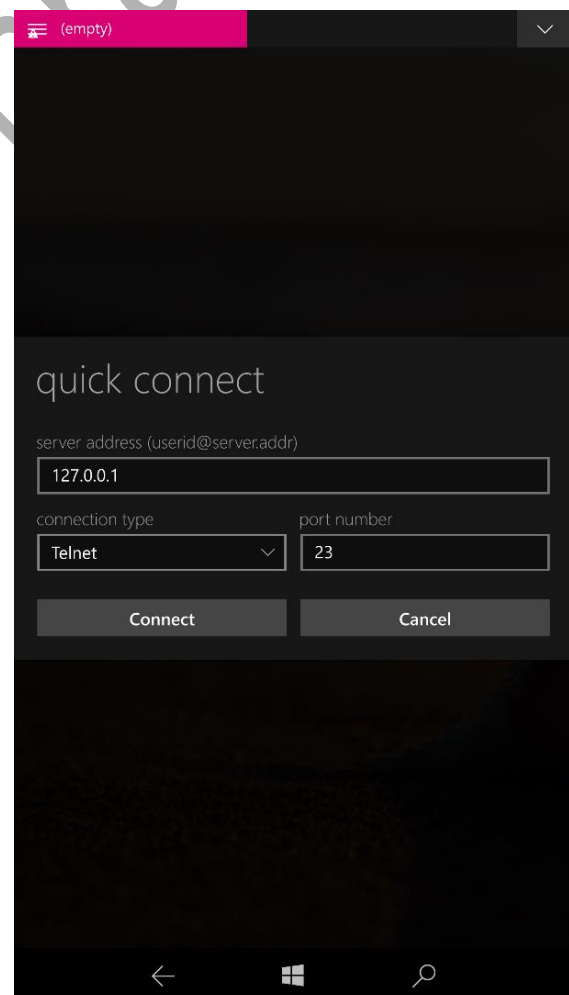 (empty)
quick connect
server address (userid@server.addr)
127.0.0.1
connection type port number
Telnet 23
Connect Cancel